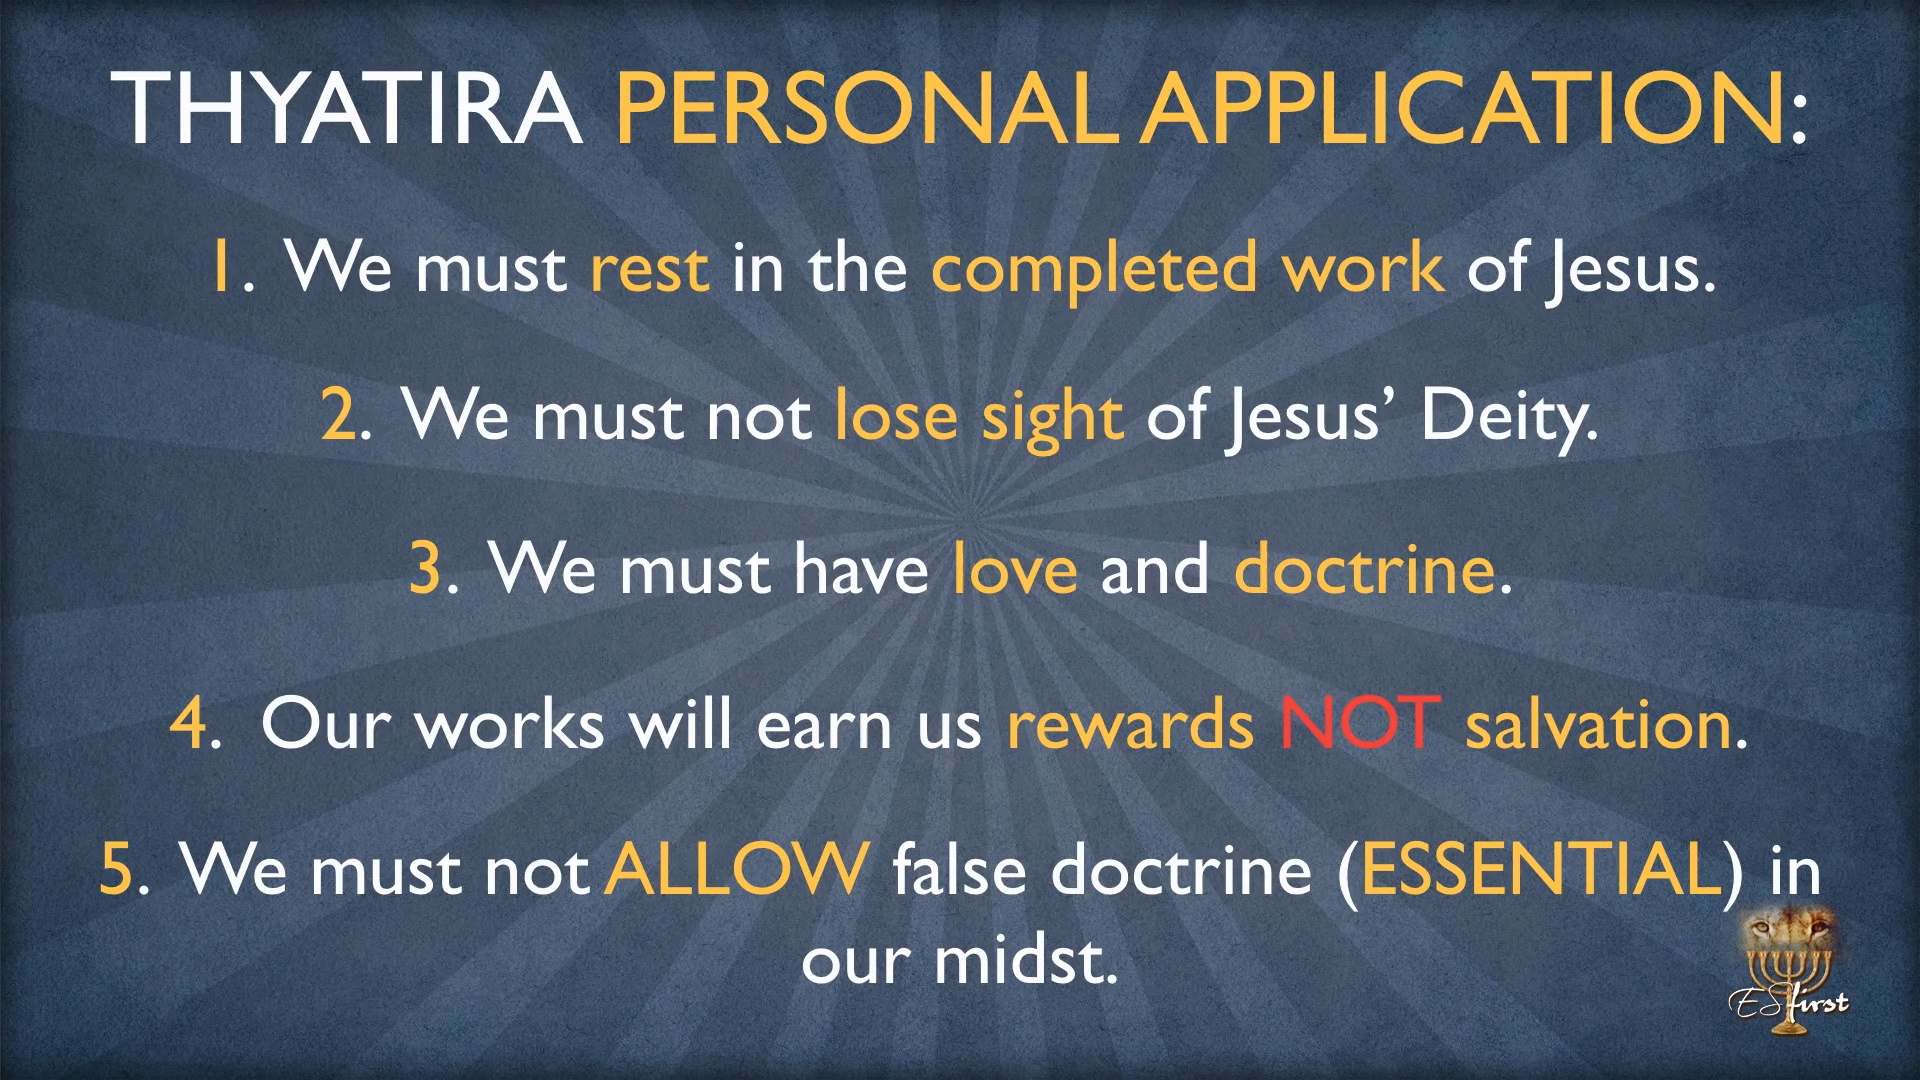 THYATIRA PERSONAL APPLICATION:
1. We must rest in the completed work of Jesus.
2. We must not lose sight of Jesus’ Deity.
3. We must have love and doctrine.
4. Our works will earn us rewards NOT salvation.
5. We must not ALLOW false doctrine (ESSENTIAL) in
our midst.
ESfirst